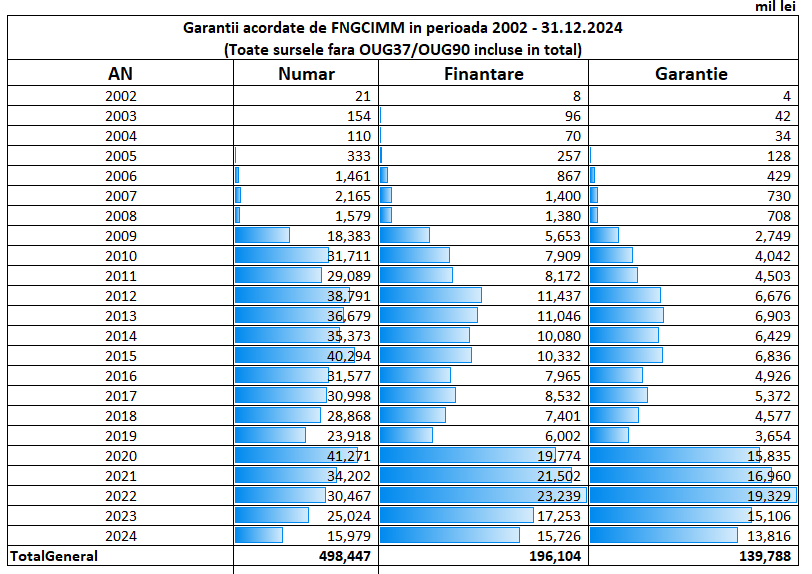 mil lei
Garantii acordate de FNGCIMM in perioada 2002 - 31.12.2024
(Toate sursele fara OUG37/OUG90 incluse in total)
AN Numar Finantare Garantie
2002 21 8 4
2003 154 96 42
2004 110 70 34
2005 333 257 128
2006 1,461 867 429
2007 2,165 1,400 730
2008 1,579 1,380 708
2009 18,383 5,653 2,749
2010 31,711 7,909 4,042
2011 29,089 8,172 4,503
2012 38,791 11,437 6,676
2013 36,679 11,046 6,903
2014 35,373 10,080 6,429
2015 40,294 10,332 6,836
2016 31,577 7,965 4,926
2017 30,998 8,532 5,372
2018 28,868 7,401 4,577
2019 23,918 6,002 3,654
2020 41,271 19,774 15,835
2021 34,202 21,502 16,960
2022 30,467 23,239 19,329
2023 25,024 17,253 15,106
2024 15,979 15,726 13,816
TotalGeneral 498,447 196,104 139,788